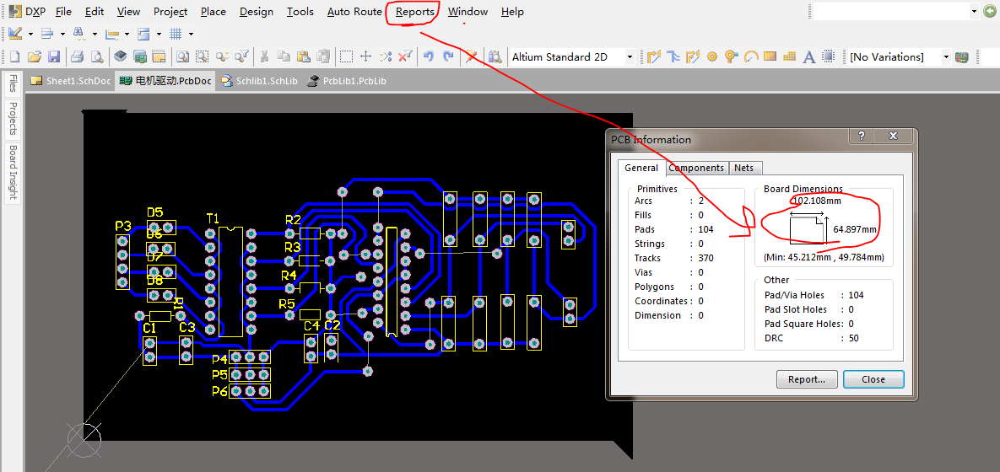 DXP File Edit View Project Place Design Tools Auto Route Reports Window Help
Altium Standard 2D
[No Variations]
Sheet1.SchDoc 电机驱动.PcbDoc Schlib1.SchLib PcbLib1.PcbLib
Files
Projects
Board Insight
D5
P3
D6
D7
D8
T1
R2
R3
R4
R5
R1
C1
C3
C4
C2
P4
P5
P6
PCB Information
General Components Nets
Primitives
Arcs : 2
Fills : 0
Pads : 104
Strings : 0
Tracks : 370
Vias : 0
Polygons : 0
Coordinates : 0
Dimension : 0
Board Dimensions
102.108mm
64.897mm
(Min: 45.212mm , 49.784mm)
Other
Pad/Via Holes : 104
Pad Slot Holes : 0
Pad Square Holes: 0
DRC : 50
Report... Close